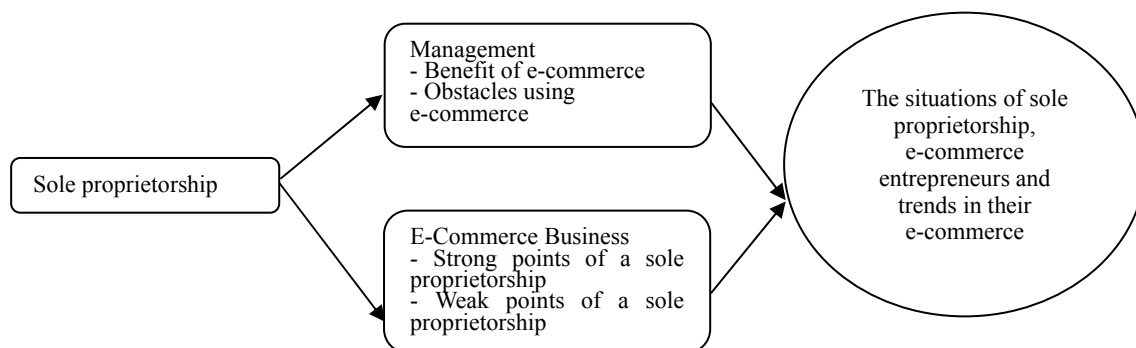 Management
- Benefit of e-commerce
- Obstacles using
e-commerce
Sole proprietorship
E-Commerce Business
- Strong points of a sole
proprietorship
- Weak points of a sole
proprietorship
The situations of sole
proprietorship,
e-commerce
entrepreneurs and
trends in their
e-commerce